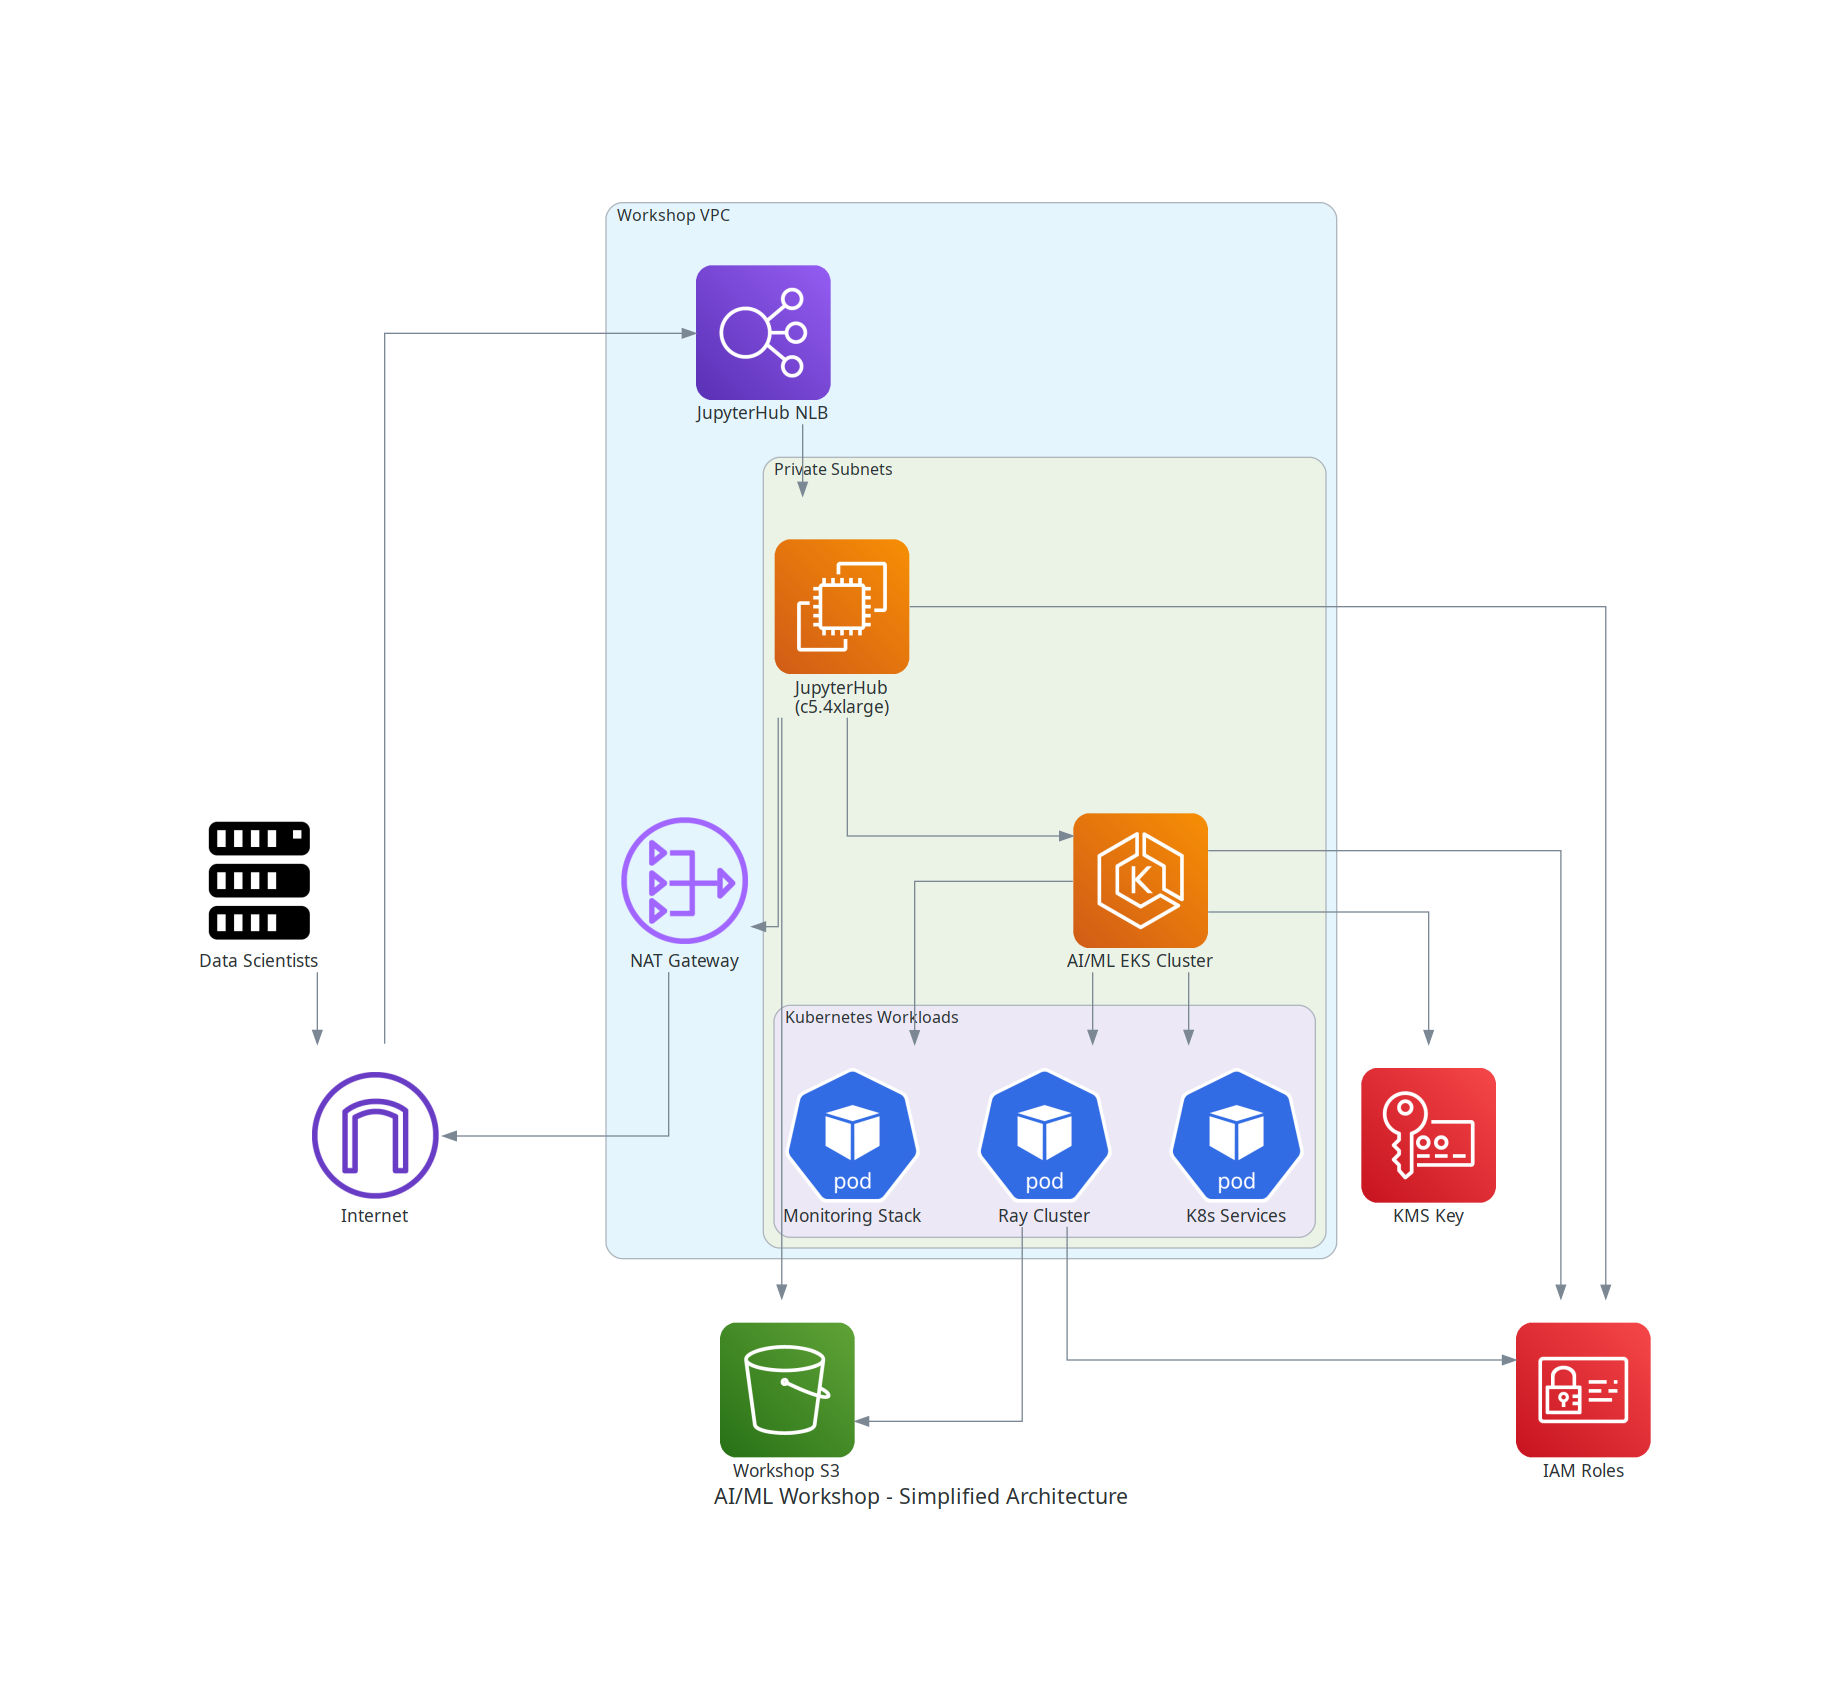 Workshop VPC
JupyterHub NLB
Private Subnets
JupyterHub
(c5.4xlarge)
Data Scientists
NAT Gateway
AI/ML EKS Cluster
K
Kubernetes Workloads
pod
pod
pod
Internet
Monitoring Stack
Ray Cluster
K8s Services
KMS Key
Workshop S3
IAM Roles
AI/ML Workshop - Simplified Architecture